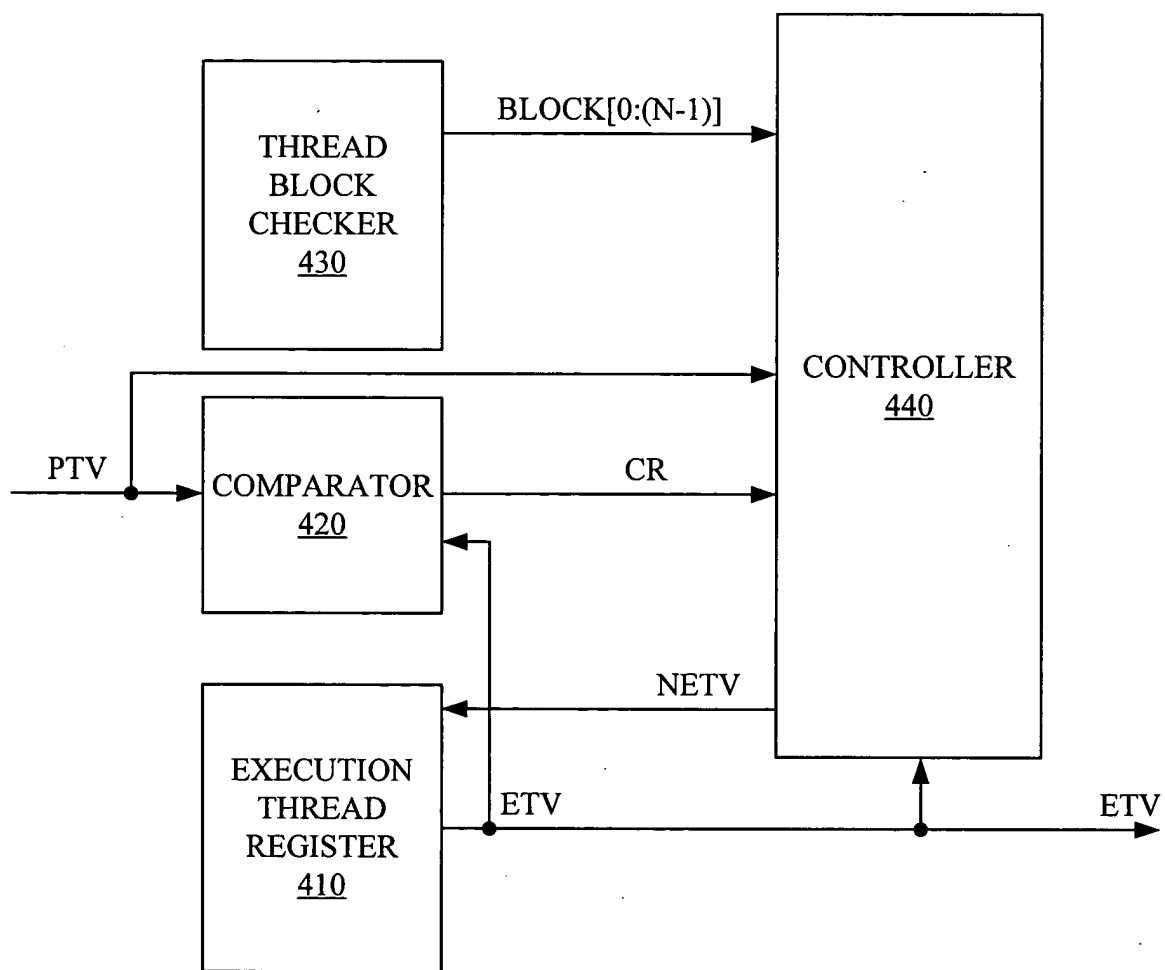 THREAD
BLOCK
CHECKER
430
BLOCK[0:(N-1)]
CONTROLLER
440
PTV
COMPARATOR
420
CR
NETV
EXECUTION
THREAD
REGISTER
410
ETV
ETV